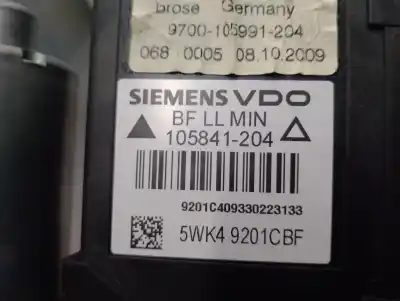 Brose Germany
9700-105991-204
068 0005 08.10.2009
SIEMENS VDO
BF LL MIN
105841-204
9201C409330223133
5WK4 9201CBF